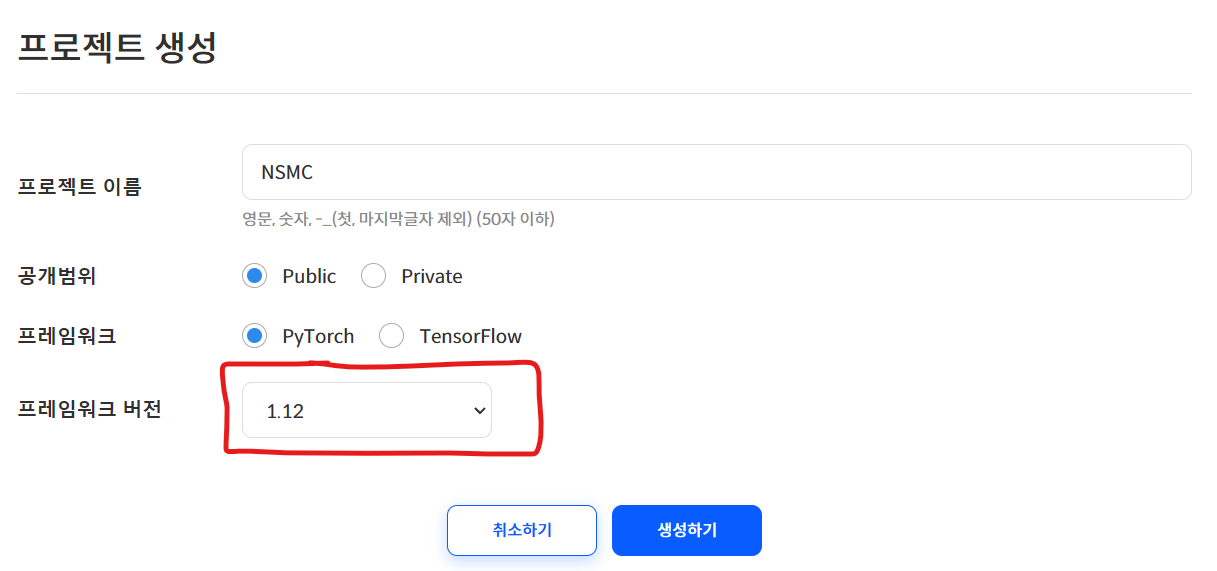 프로젝트 생성
프로젝트 이름
NSMC
영문, 숫자, -_(첫, 마지막글자 제외) (50자 이하)
공개범위 Public Private
프레임워크 PyTorch TensorFlow
프레임워크 버전 1.12
취소하기 생성하기